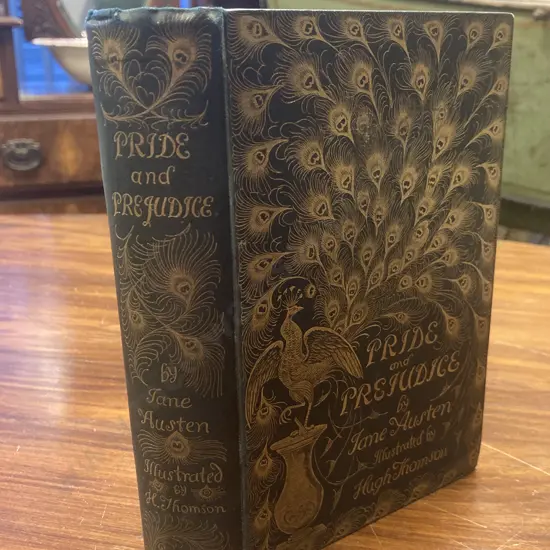 PRIDE
and
PREJUDICE
by
Jane
Austen
Illustrated
by
H. Thomson
PRIDE
and
PREJUDICE
by
Jane Austen
Illustrated by
Hugh Thomson